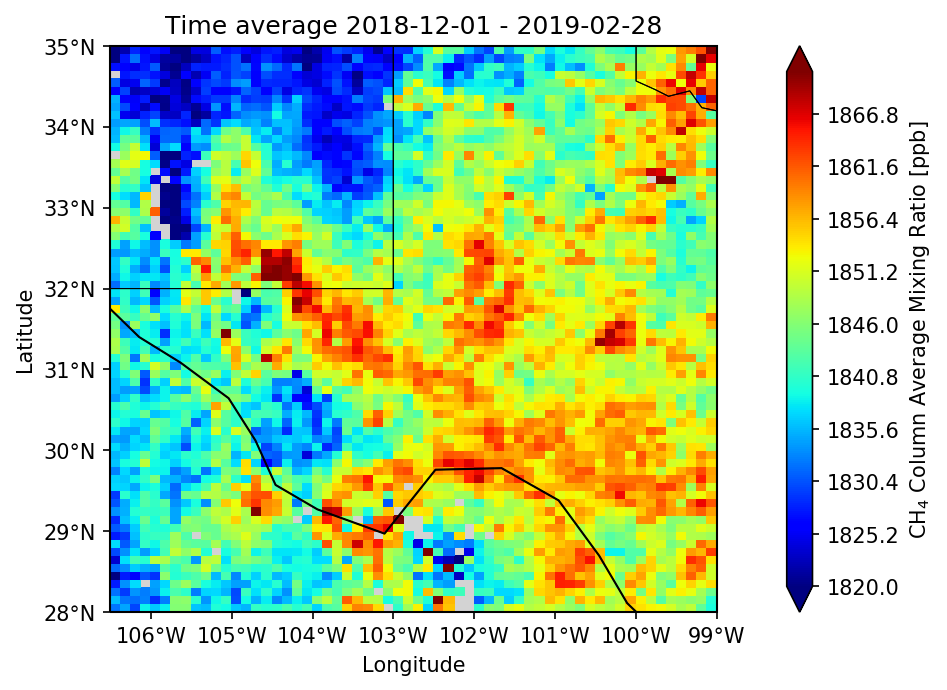 Time average 2018-12-01 - 2019-02-28
35°N
34°N
33°N
32°N
31°N
30°N
29°N
28°N
Latitude
106°W 105°W 104°W 103°W 102°W 101°W 100°W 99°W
Longitude
1866.8
1861.6
1856.4
1851.2
1846.0
1840.8
1835.6
1830.4
1825.2
1820.0
CH₄ Column Average Mixing Ratio [ppb]